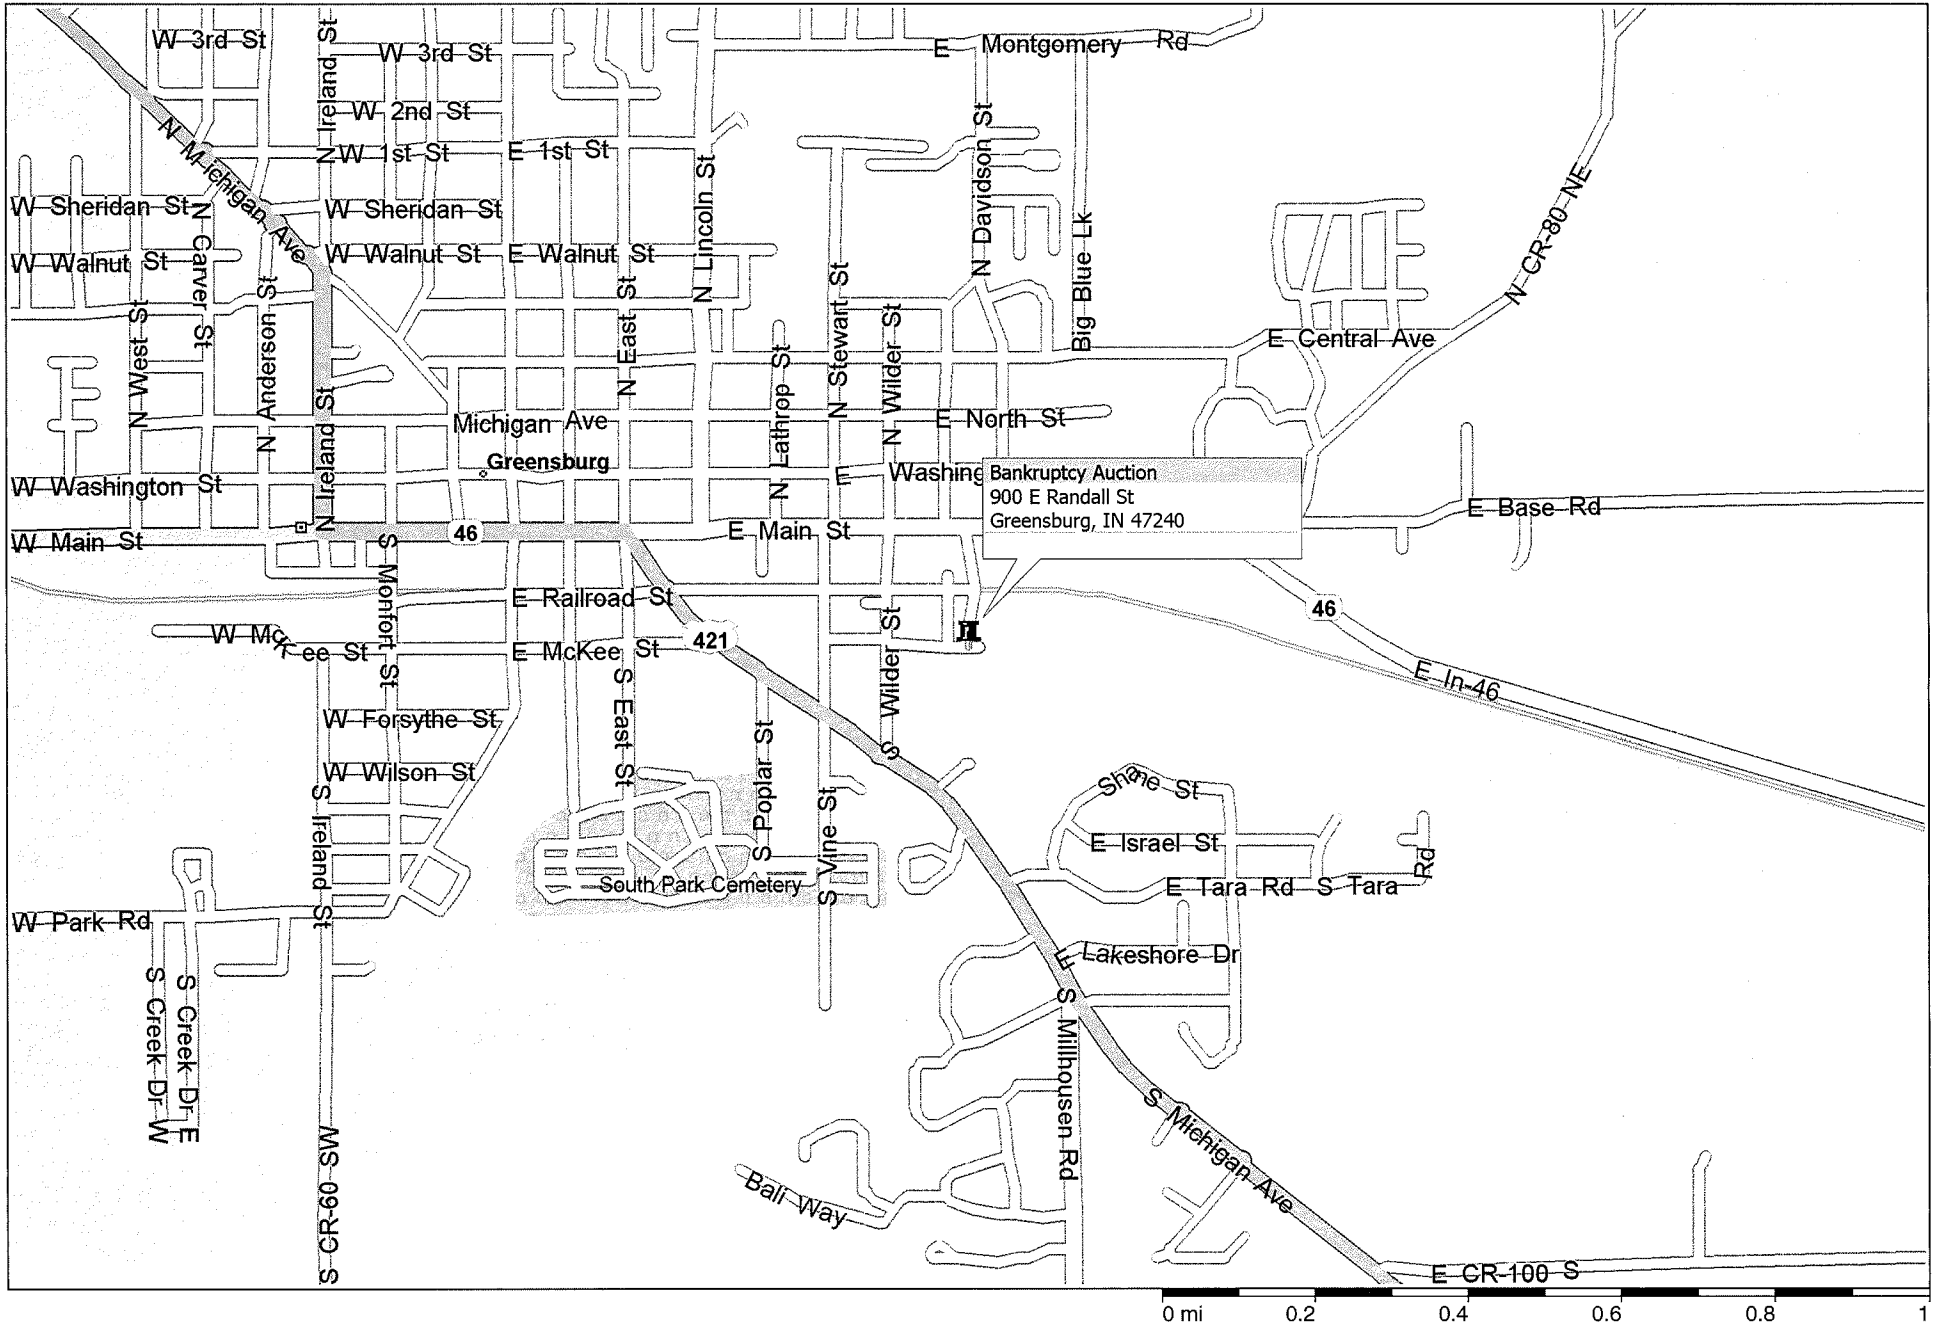 W 3rd St
W 3rd St
N Ireland St
E Montgomery Rd
W 2nd St
N Michigan Ave
W 1st St
E 1st St
N Lincoln St
N Davidson St
N CR-80 NE
W Sheridan St
N Carver St
W Sheridan St
W Walnut St
W Walnut St
E Walnut St
Big Blue Lk
N West St
N Anderson St
N East St
N Stewart St
N Wilder St
E Central Ave
N Lathrop St
N Ireland St
Michigan Ave
E North St
Greensburg
W Washington St
E Washing
Bankruptcy Auction
900 E Randall St
Greensburg, IN 47240
E Base Rd
W Main St
46
E Main St
S Monfort St
E Railroad St
46
W McKee St
E McKee St
421
S Wilder St
E In-46
W Forsythe St
S East St
S Poplar St
W Wilson St
Shane St
S Ireland St
S Vine St
E Israel St
South Park Cemetery
E Tara Rd
S Tara Rd
W Park Rd
E Lakeshore Dr
S Creek Dr W
S Creek Dr E
S Millhousen Rd
S Michigan Ave
S CR-60 SW
Bali Way
E CR-100 S
0 mi 0.2 0.4 0.6 0.8 1